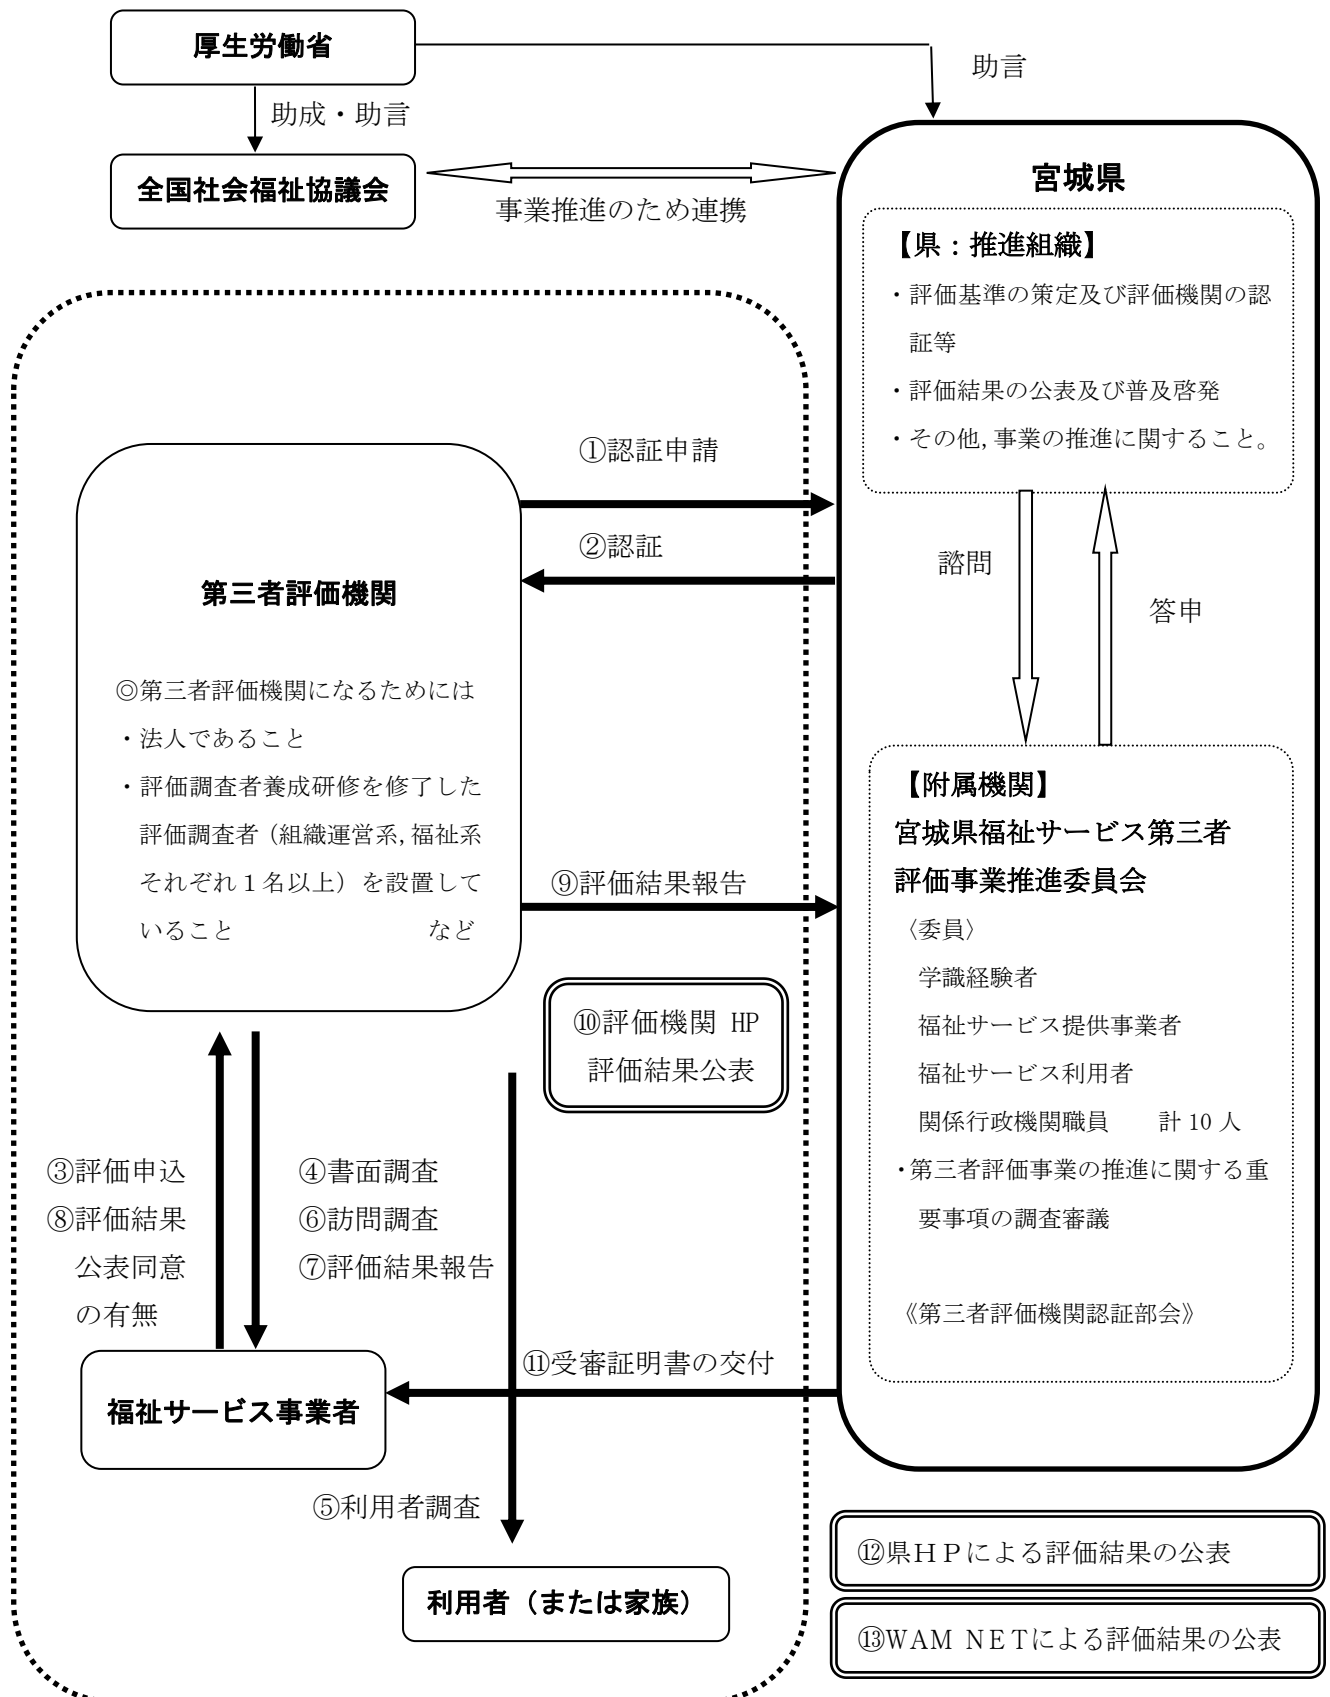 厚生労働省
助言
助成・助言
全国社会福祉協議会
事業推進のため連携
宮城県
【県：推進組織】
・評価基準の策定及び評価機関の認
証等
・評価結果の公表及び普及啓発
・その他,事業の推進に関すること。
①認証申請
②認証
諮問
答申
第三者評価機関
◎第三者評価機関になるためには
・法人であること
・評価調査者養成研修を修了した
評価調査者（組織運営系,福祉系
それぞれ１名以上）を設置して
いること　　　　　　　など
⑨評価結果報告
⑩評価機関 HP
評価結果公表
【附属機関】
宮城県福祉サービス第三者
評価事業推進委員会
〈委員〉
学識経験者
福祉サービス提供事業者
福祉サービス利用者
関係行政機関職員　　計 10 人
・第三者評価事業の推進に関する重
要事項の調査審議
《第三者評価機関認証部会》
③評価申込
⑧評価結果
公表同意
の有無
④書面調査
⑥訪問調査
⑦評価結果報告
⑪受審証明書の交付
福祉サービス事業者
⑤利用者調査
利用者（または家族）
⑫県ＨＰによる評価結果の公表
⑬WAM NETによる評価結果の公表